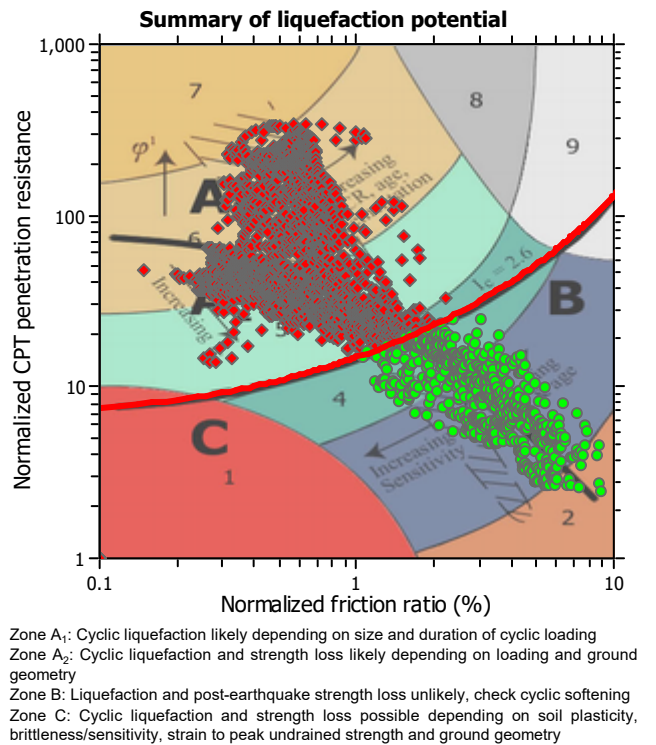 Summary of liquefaction potential
Normalized CPT penetration resistance
1,000
100
10
1
7
8
9
φ'
A
6
Increasing
5
I_c = 2,6
B
4
C
1
Increasing
Sensitivity
2
0.1
1
10
Normalized friction ratio (%)
Zone A₁: Cyclic liquefaction likely depending on size and duration of cyclic loading
Zone A₂: Cyclic liquefaction and strength loss likely depending on loading and ground
geometry
Zone B: Liquefaction and post-earthquake strength loss unlikely, check cyclic softening
Zone C: Cyclic liquefaction and strength loss possible depending on soil plasticity,
brittleness/sensitivity, strain to peak undrained strength and ground geometry